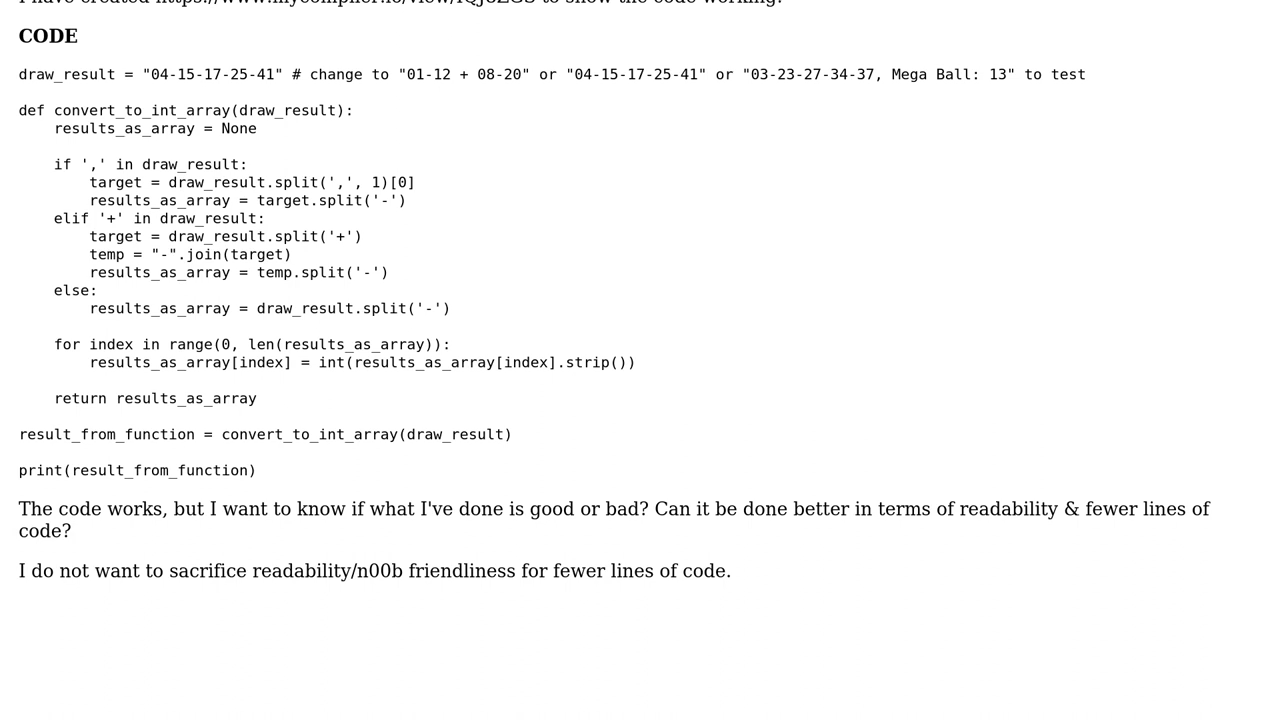 CODE
draw_result = "04-15-17-25-41" # change to "01-12 + 08-20" or "04-15-17-25-41" or "03-23-27-34-37, Mega Ball: 13" to test
def convert_to_int_array(draw_result):
    results_as_array = None
    if ',' in draw_result:
        target = draw_result.split(',', 1)[0]
        results_as_array = target.split('-')
    elif '+' in draw_result:
        target = draw_result.split('+')
        temp = "-".join(target)
        results_as_array = temp.split('-')
    else:
        results_as_array = draw_result.split('-')
    for index in range(0, len(results_as_array)):
        results_as_array[index] = int(results_as_array[index].strip())
    return results_as_array
result_from_function = convert_to_int_array(draw_result)
print(result_from_function)
The code works, but I want to know if what I've done is good or bad? Can it be done better in terms of readability & fewer lines of
code?
I do not want to sacrifice readability/n00b friendliness for fewer lines of code.